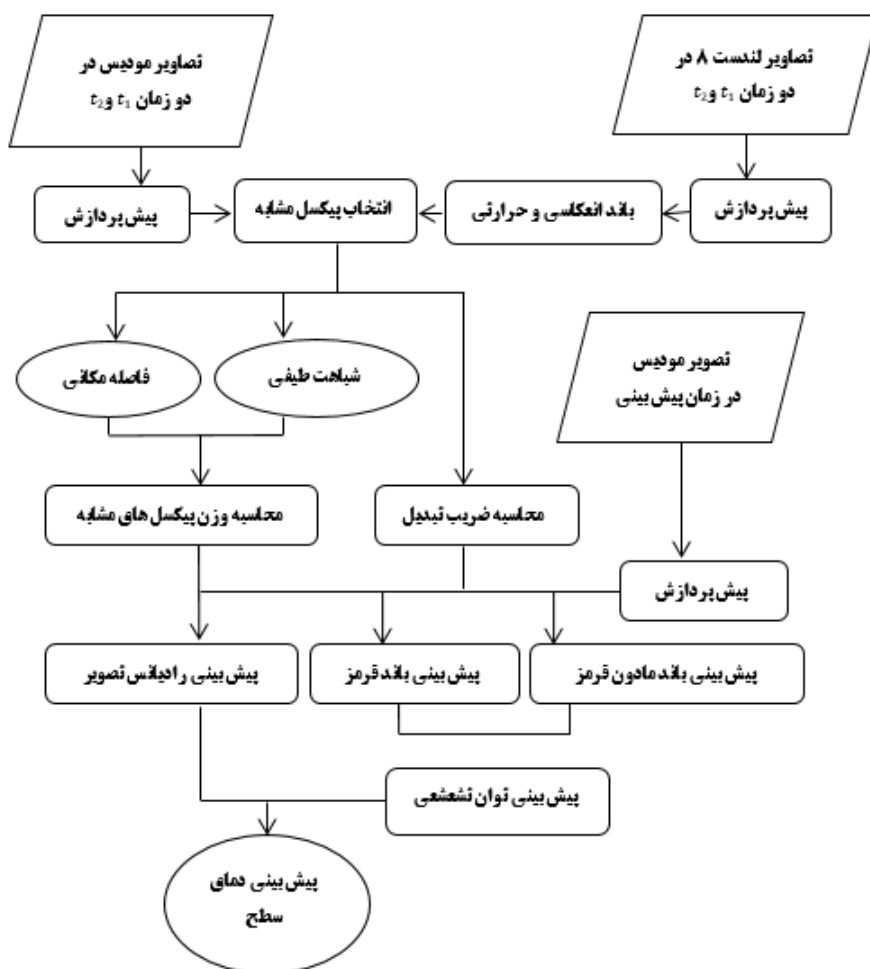 تصاویر لندست ۸ در
دو زمان t₁ و t₂
تصاویر مودیس در
دو زمان t₁ و t₂
پیش‌پردازش
باند انعکاسی و حرارتی
انتخاب پیکسل مشابه
پیش‌پردازش
شباهت طیفی
فاصله مکانی
تصویر مودیس
در زمان پیش‌بینی
محاسبه ضریب تبدیل
محاسبه وزن پیکسل های مشابه
پیش‌پردازش
پیش‌بینی باند مادون قرمز
پیش‌بینی باند قرمز
پیش‌بینی رادیانس تصویر
پیش‌بینی توان تشعشعی
پیش‌بینی دمای
سطح